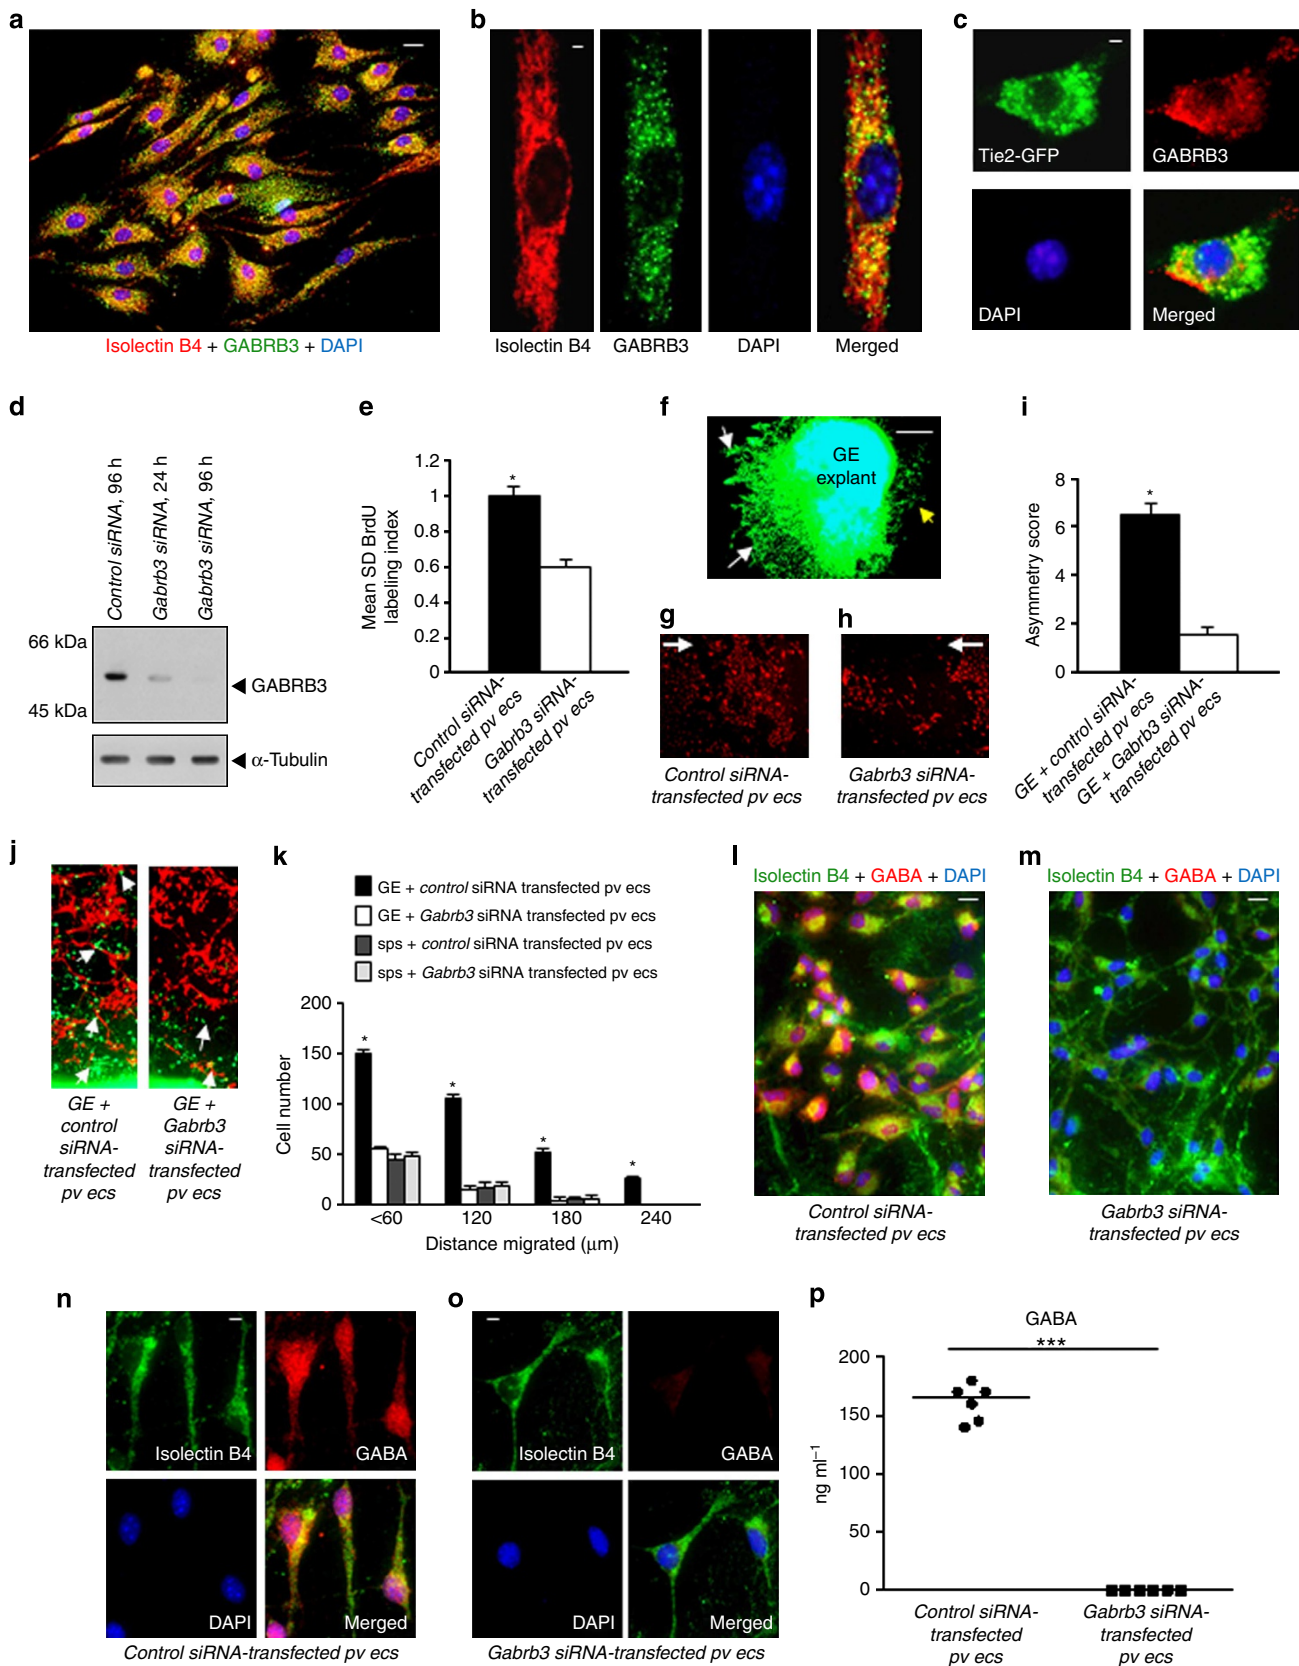 a
b
c
Isolectin B4 + GABRB3 + DAPI
Isolectin B4
GABRB3
DAPI
Merged
Tie2-GFP
GABRB3
DAPI
Merged
d
Control siRNA, 96 h
Gabrb3 siRNA, 24 h
Gabrb3 siRNA, 96 h
66 kDa
45 kDa
GABRB3
α-Tubulin
e
Mean SD BrdU
labeling index
1.2
1
0.8
0.6
0.4
0.2
0
*
Control siRNA-
transfected pv ecs
Gabrb3 siRNA-
transfected pv ecs
f
GE
explant
g
Control siRNA-
transfected pv ecs
h
Gabrb3 siRNA-
transfected pv ecs
i
Asymmetry score
8
6
4
2
0
*
GE + control siRNA-
transfected pv ecs
GE + Gabrb3 siRNA-
transfected pv ecs
j
GE +
control
siRNA-
transfected
pv ecs
GE +
Gabrb3
siRNA-
transfected
pv ecs
k
GE + control siRNA transfected pv ecs
GE + Gabrb3 siRNA transfected pv ecs
sps + control siRNA transfected pv ecs
sps + Gabrb3 siRNA transfected pv ecs
Cell number
200
150
100
50
0
*
*
*
*
<60
120
180
240
Distance migrated (μm)
l
Isolectin B4 + GABA + DAPI
Control siRNA-
transfected pv ecs
m
Isolectin B4 + GABA + DAPI
Gabrb3 siRNA-
transfected pv ecs
n
Isolectin B4
GABA
DAPI
Merged
Control siRNA-transfected pv ecs
o
Isolectin B4
GABA
DAPI
Merged
Gabrb3 siRNA-transfected pv ecs
p
GABA
***
ng ml⁻¹
200
150
100
50
0
Control siRNA-
transfected
pv ecs
Gabrb3 siRNA-
transfected
pv ecs